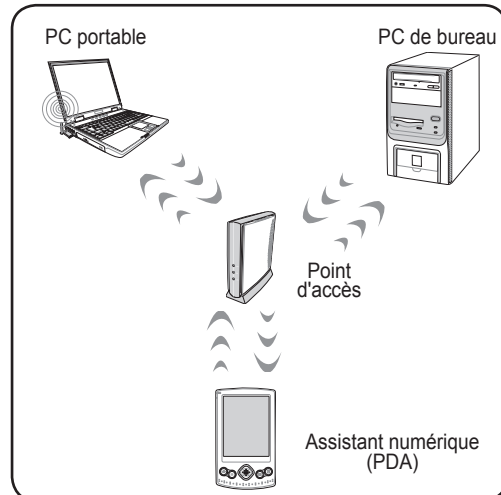 PC portable
PC de bureau
Point
d'accès
Assistant numérique
(PDA)